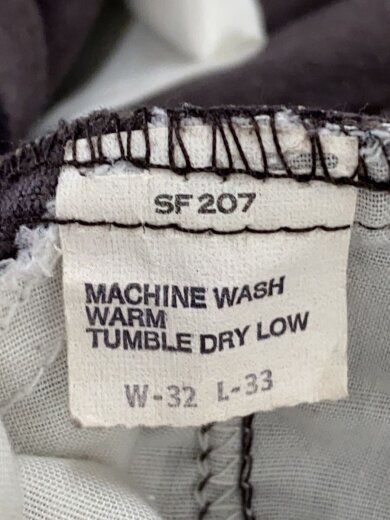 SF 207
MACHINE WASH
WARM
TUMBLE DRY LOW
W-32 L-33